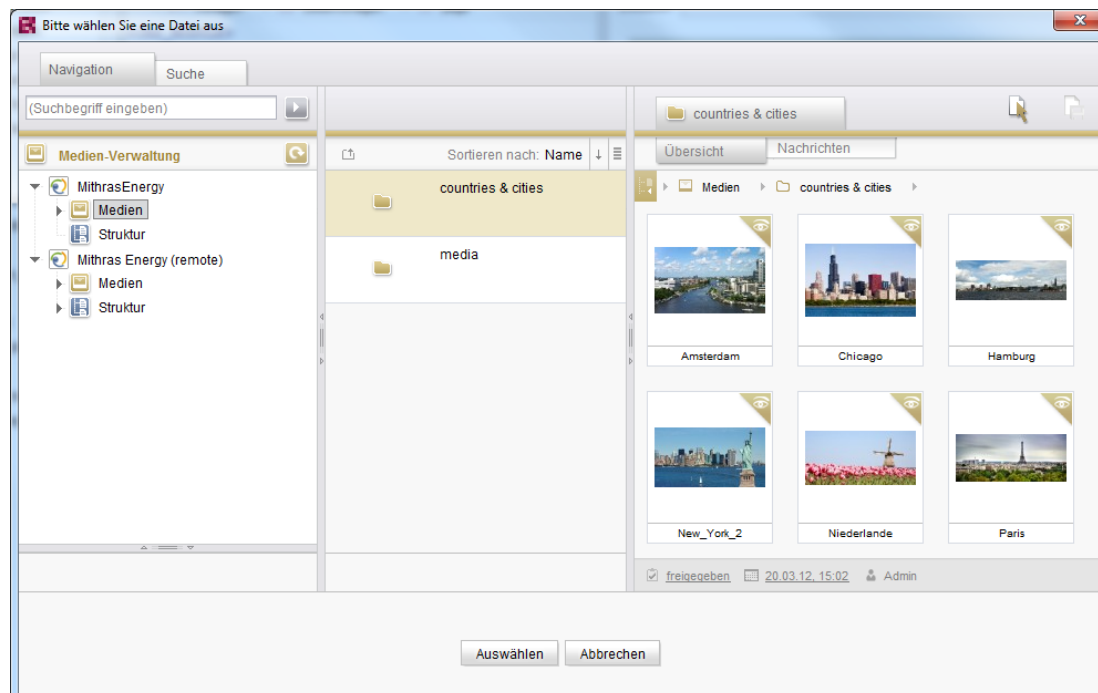 Bitte wählen Sie eine Datei aus
Navigation
Suche
(Suchbegriff eingeben)
countries & cities
Medien-Verwaltung
Sortieren nach: Name
Übersicht
Nachrichten
MithrasEnergy
Medien
Struktur
Mithras Energy (remote)
Medien
Struktur
countries & cities
media
Medien
countries & cities
Amsterdam
Chicago
Hamburg
New_York_2
Niederlande
Paris
freigegeben
20.03.12, 15:02
Admin
Auswählen
Abbrechen